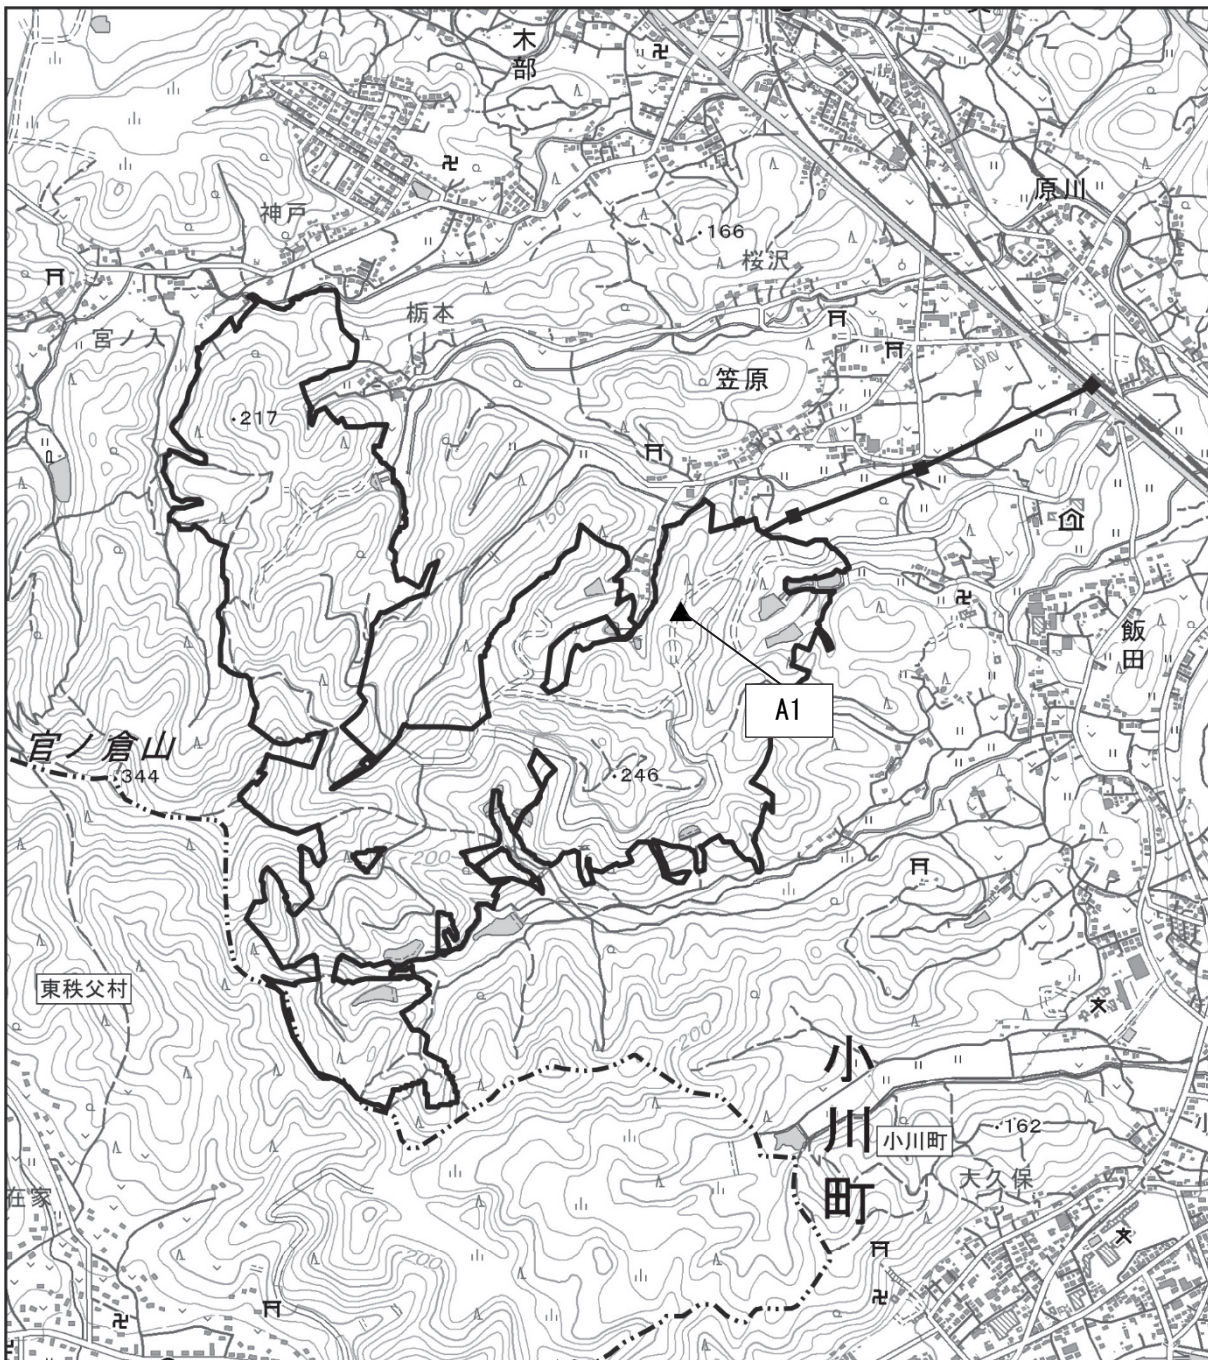 木部
原川
神戸
166
桜沢
栃本
宮ノ入
笠原
217
150
飯田
A1
官ノ倉山
344
246
200
東秩父村
200
小川町
小川町
162
大久保
在家
200